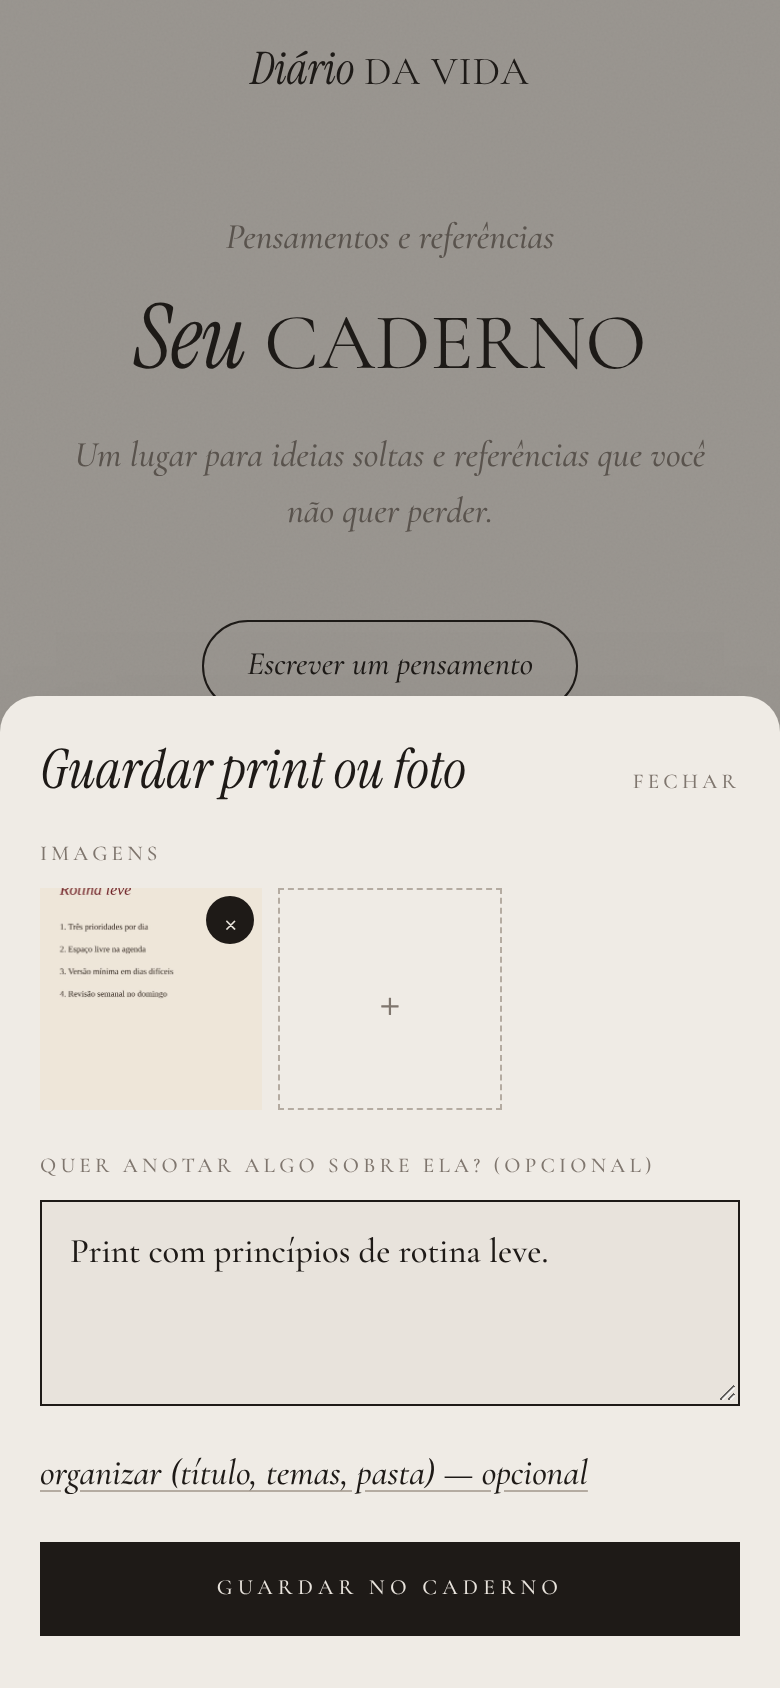 Diário DA VIDA
Pensamentos e referências
Seu CADERNO
Um lugar para ideias soltas e referências que você
não quer perder.
Escrever um pensamento
Guardar print ou foto
FECHAR
IMAGENS
Rotina leve
1. Três prioridades por dia
2. Espaço livre na agenda
3. Versão mínima em dias difíceis
4. Revisão semanal no domingo
×
+
QUER ANOTAR ALGO SOBRE ELA? (OPCIONAL)
Print com princípios de rotina leve.
organizar (título, temas, pasta) — opcional
GUARDAR NO CADERNO